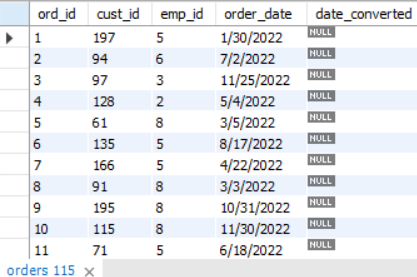 ord_id cust_id emp_id order_date date_converted
1 197 5 1/30/2022 NULL
2 94 6 7/2/2022 NULL
3 97 3 11/25/2022 NULL
4 128 2 5/4/2022 NULL
5 61 8 3/5/2022 NULL
6 135 5 8/17/2022 NULL
7 166 5 4/22/2022 NULL
8 91 8 3/3/2022 NULL
9 195 8 10/31/2022 NULL
10 115 8 11/30/2022 NULL
11 71 5 6/18/2022 NULL
orders 115